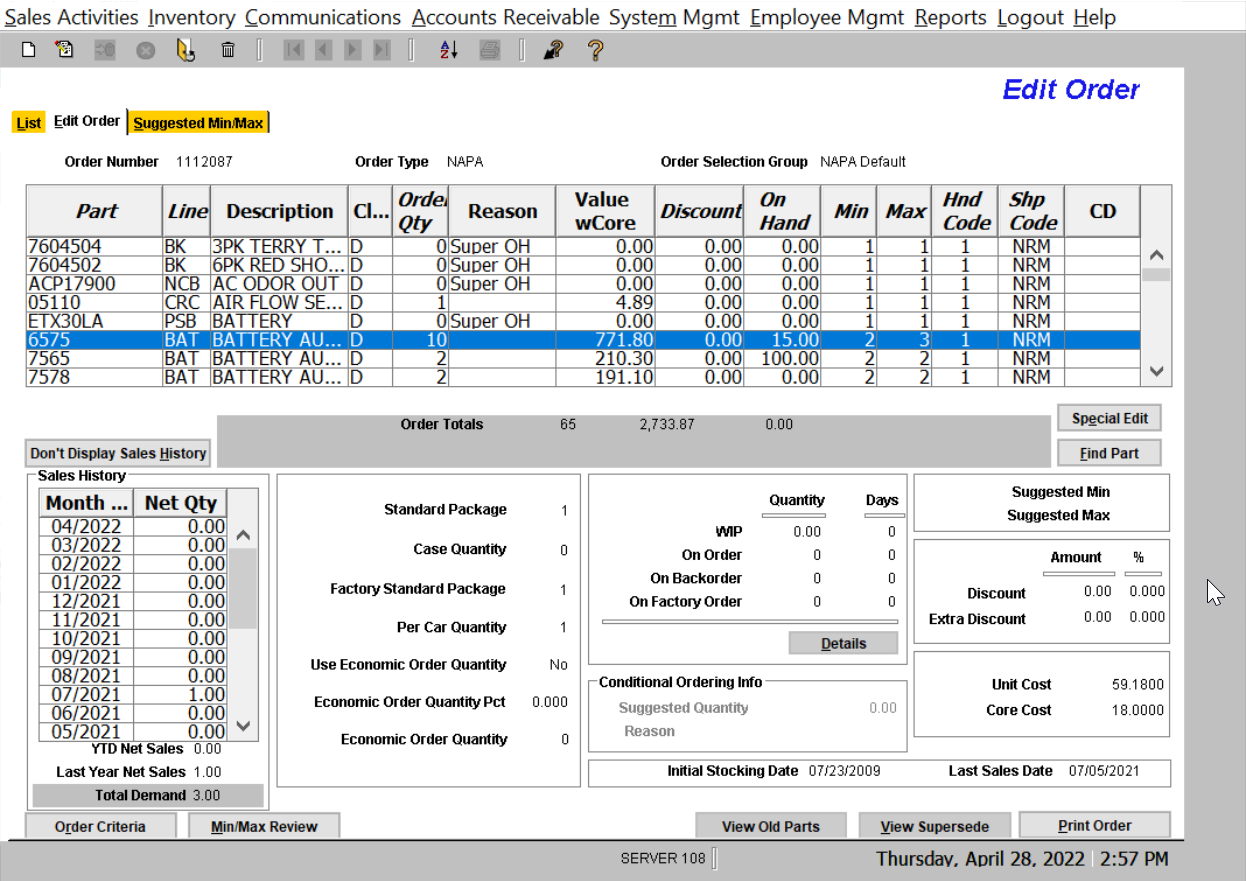 Sales Activities Inventory Communications Accounts Receivable System Mgmt Employee Mgmt Reports Logout Help
Edit Order
List Edit Order Suggested Min/Max
Order Number 1112087 Order Type NAPA Order Selection Group NAPA Default
Part Line Description Cl... Order Qty Reason Value wCore Discount On Hand Min Max Hnd Code Shp Code CD
7604504 BK 3PK TERRY T... D 0 Super OH 0.00 0.00 0.00 1 1 1 NRM
7604502 BK 6PK RED SHO... D 0 Super OH 0.00 0.00 0.00 1 1 1 NRM
ACP17900 NCB AC ODOR OUT D 0 Super OH 0.00 0.00 0.00 1 1 1 NRM
05110 CRC AIR FLOW SE... D 1 4.89 0.00 0.00 1 1 1 NRM
ETX30LA PSB BATTERY D 0 Super OH 0.00 0.00 0.00 1 1 1 NRM
6575 BAT BATTERY AU... D 10 771.80 0.00 15.00 2 3 1 NRM
7565 BAT BATTERY AU... D 2 210.30 0.00 100.00 2 2 1 NRM
7578 BAT BATTERY AU... D 2 191.10 0.00 0.00 2 2 1 NRM
Order Totals 65 2,733.87 0.00
Special Edit
Don't Display Sales History
Find Part
Sales History
Month ... Net Qty
04/2022 0.00
03/2022 0.00
02/2022 0.00
01/2022 0.00
12/2021 0.00
11/2021 0.00
10/2021 0.00
09/2021 0.00
08/2021 0.00
07/2021 1.00
06/2021 0.00
05/2021 0.00
YTD Net Sales 0.00
Last Year Net Sales 1.00
Total Demand 3.00
Standard Package 1
Case Quantity 0
Factory Standard Package 1
Per Car Quantity 1
Use Economic Order Quantity No
Economic Order Quantity Pct 0.000
Economic Order Quantity 0
Quantity Days
WIP 0.00 0
On Order 0 0
On Backorder 0 0
On Factory Order 0 0
Details
Conditional Ordering Info
Suggested Quantity 0.00
Reason
Suggested Min
Suggested Max
Amount %
Discount 0.00 0.000
Extra Discount 0.00 0.000
Unit Cost 59.1800
Core Cost 18.0000
Initial Stocking Date 07/23/2009 Last Sales Date 07/05/2021
Order Criteria Min/Max Review View Old Parts View Supersede Print Order
SERVER 108 Thursday, April 28, 2022 2:57 PM